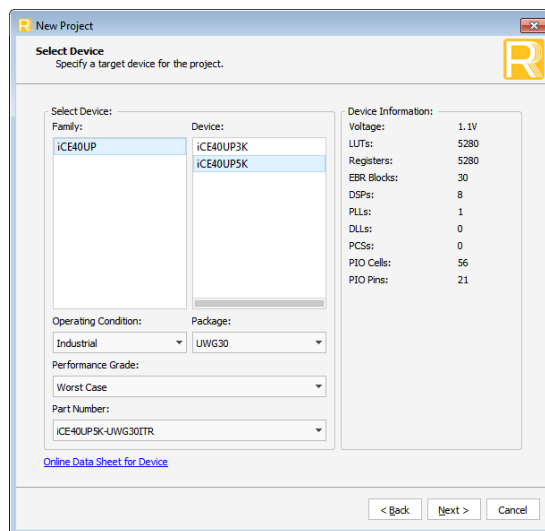 New Project
Select Device
Specify a target device for the project.
Select Device:
Family:
iCE40UP
Device:
iCE40UP3K
iCE40UP5K
Operating Condition:
Industrial
Package:
UWG30
Performance Grade:
Worst Case
Part Number:
iCE40UP5K-UWG30ITR
Device Information:
Voltage: 1.1V
LUTs: 5280
Registers: 5280
EBR Blocks: 30
DSPs: 8
PLLs: 1
DLLs: 0
PCSs: 0
PIO Cells: 56
PIO Pins: 21
Online Data Sheet for Device
< Back Next > Cancel